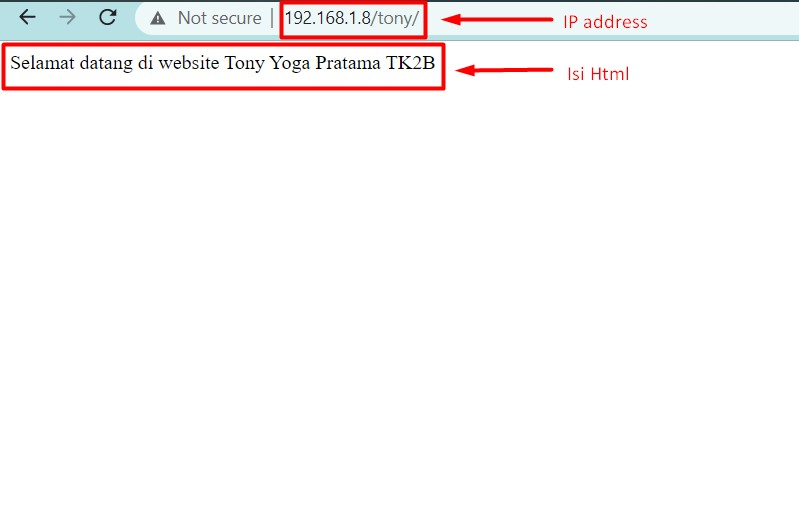 Not secure | 192.168.1.8/tony/
IP address
Selamat datang di website Tony Yoga Pratama TK2B
Isi Html